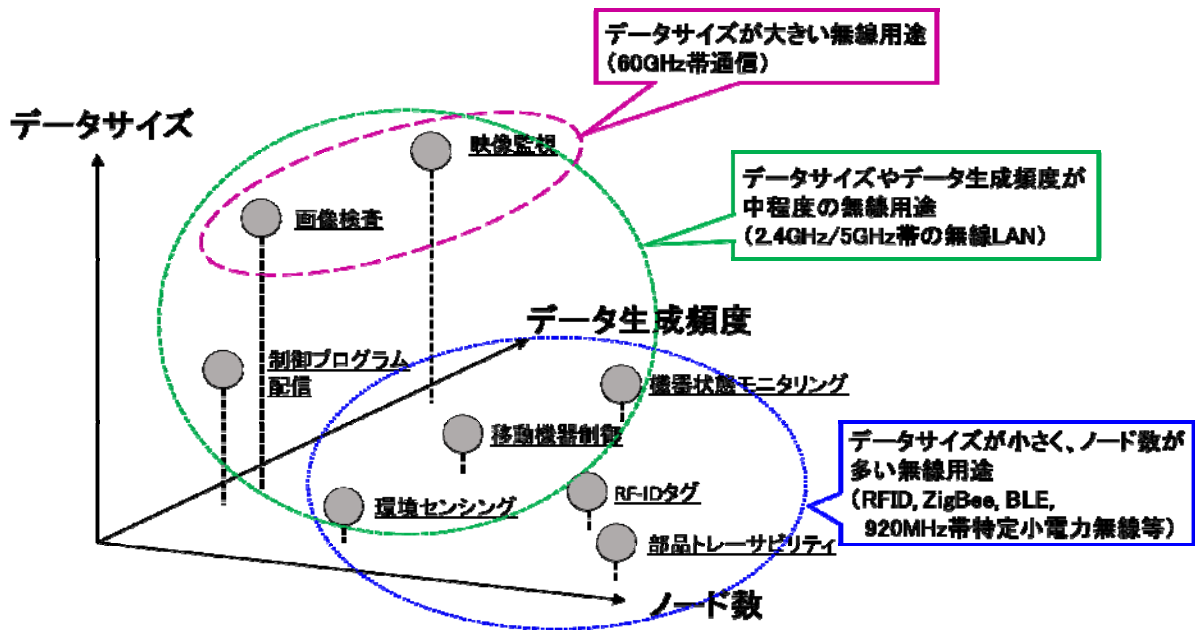 データサイズが大きい無線用途
（60GHz帯通信）
データサイズ
映像監視
データサイズやデータ生成頻度が
中程度の無線用途
（2.4GHz/5GHz帯の無線LAN）
画像検査
データ生成頻度
制御プログラム
配信
機器状態モニタリング
移動機器制御
データサイズが小さく、ノード数が
多い無線用途
（RFID, ZigBee, BLE,
920MHz帯特定小電力無線等）
RF-IDタグ
環境センシング
部品トレーサビリティ
ノード数